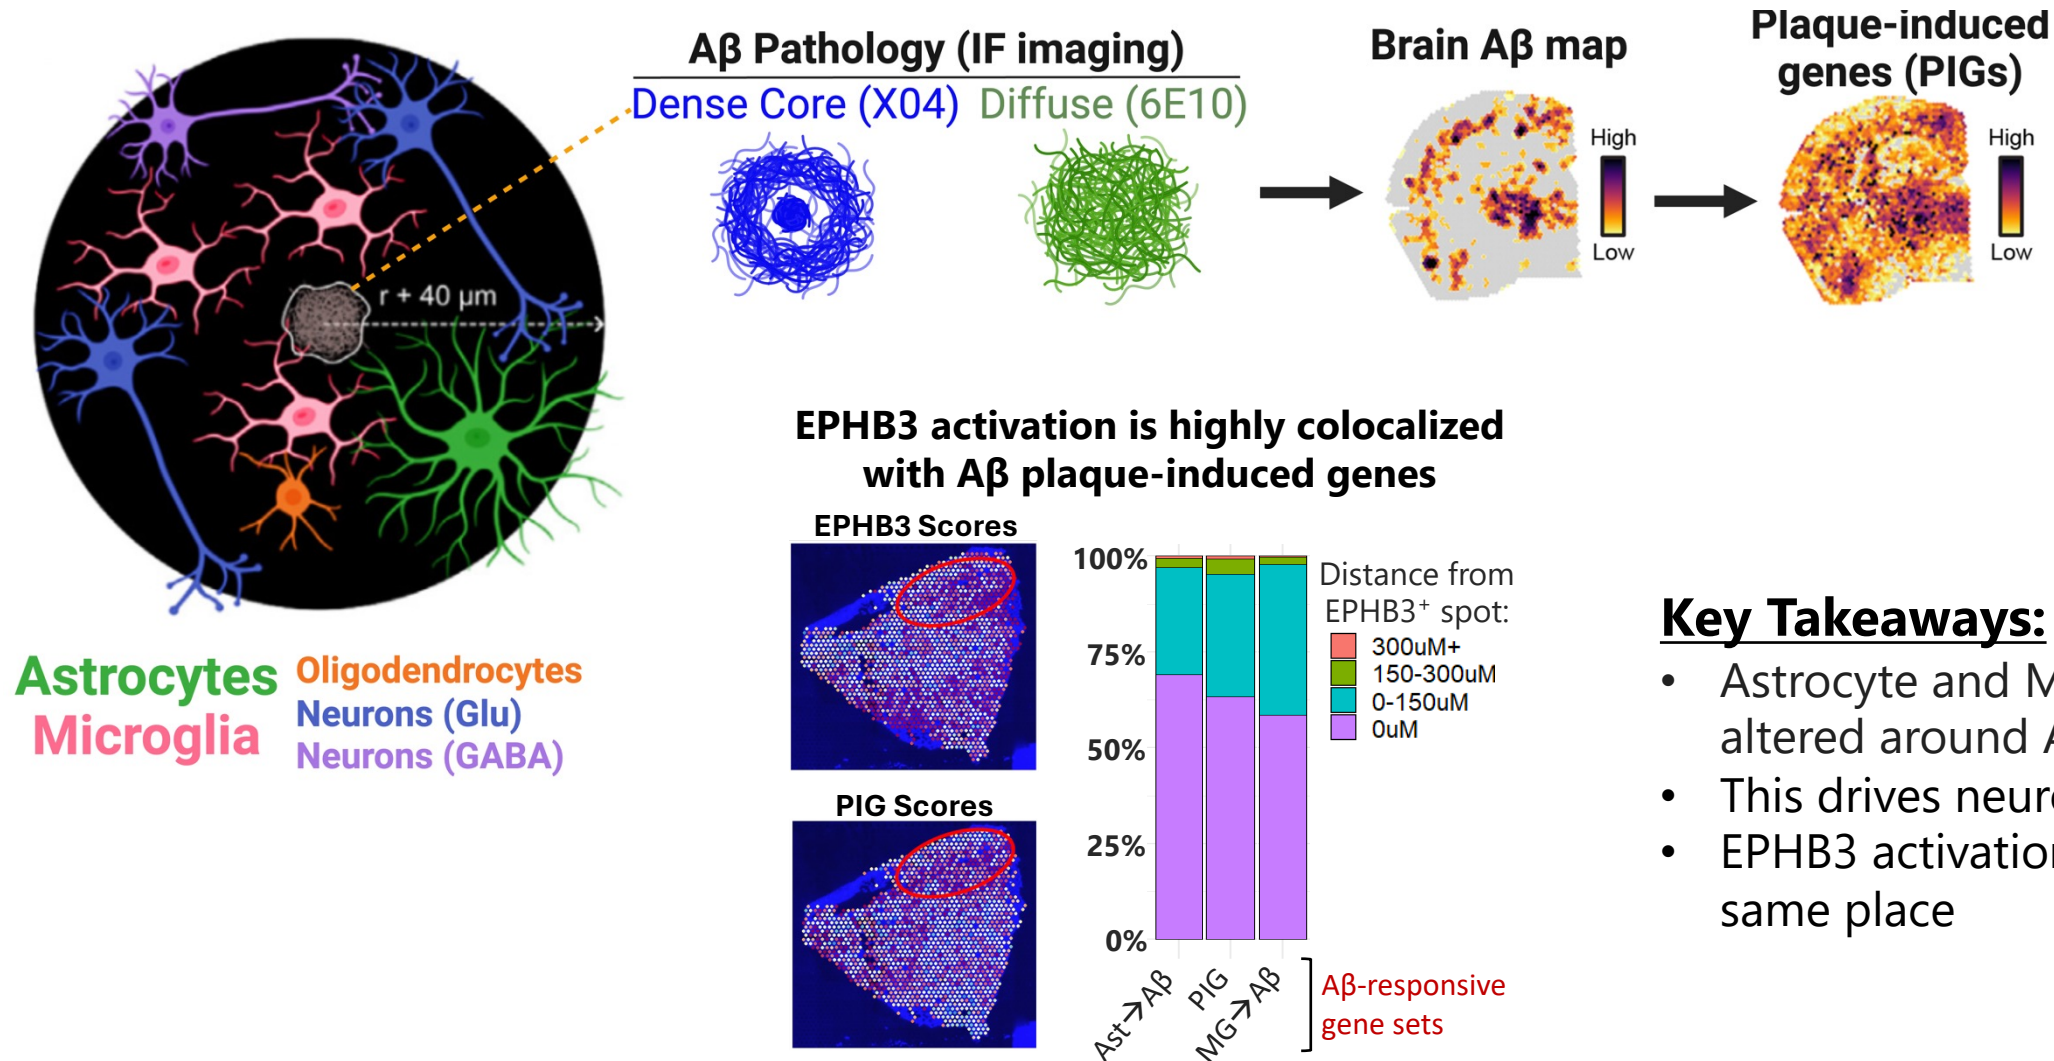 Aβ Pathology (IF imaging)
Dense Core (X04) Diffuse (6E10)
Brain Aβ map
High
Low
Plaque-induced
genes (PIGs)
High
Low
r + 40 μm
Astrocytes
Microglia
Oligodendrocytes
Neurons (Glu)
Neurons (GABA)
EPHB3 activation is highly colocalized
with Aβ plaque-induced genes
EPHB3 Scores
PIG Scores
100%
75%
50%
25%
0%
Ast→Aβ
PIG
MG→Aβ
Distance from
EPHB3⁺ spot:
300uM+
150-300uM
0-150uM
0uM
Aβ-responsive
gene sets
Key Takeaways:
• Astrocyte and M
altered around
• This drives neur
• EPHB3 activation
same place